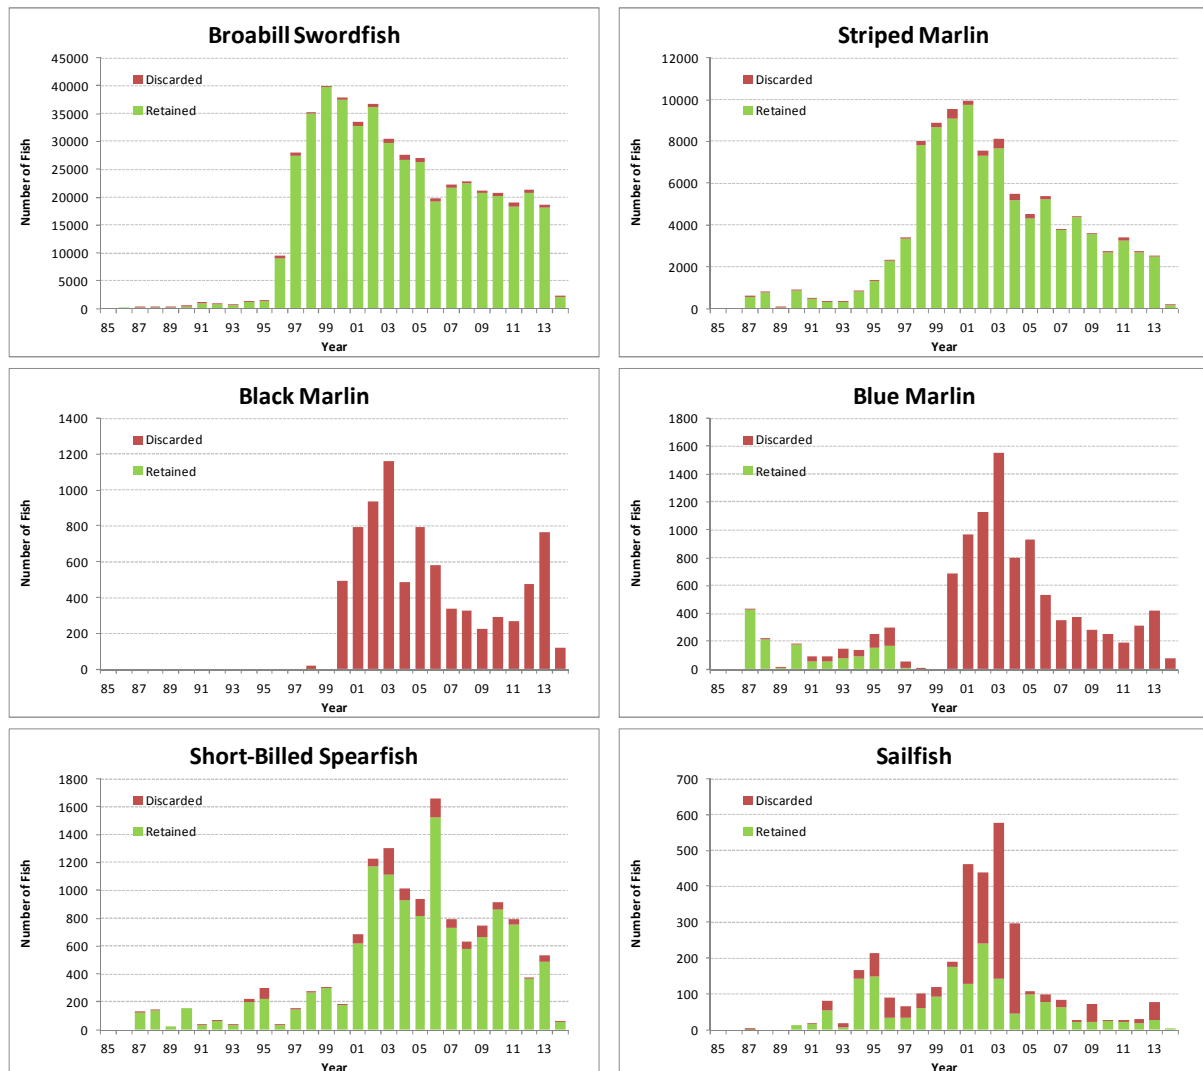 Broabill Swordfish
45000
40000
35000
30000
25000
20000
15000
10000
5000
0
Number of Fish
Discarded
Retained
85 87 89 91 93 95 97 99 01 03 05 07 09 11 13
Year
Striped Marlin
12000
10000
8000
6000
4000
2000
0
Number of Fish
Discarded
Retained
85 87 89 91 93 95 97 99 01 03 05 07 09 11 13
Year
Black Marlin
1400
1200
1000
800
600
400
200
0
Number of Fish
Discarded
Retained
85 87 89 91 93 95 97 99 01 03 05 07 09 11 13
Year
Blue Marlin
1800
1600
1400
1200
1000
800
600
400
200
0
Number of Fish
Discarded
Retained
85 87 89 91 93 95 97 99 01 03 05 07 09 11 13
Year
Short-Billed Spearfish
1800
1600
1400
1200
1000
800
600
400
200
0
Number of Fish
Discarded
Retained
85 87 89 91 93 95 97 99 01 03 05 07 09 11 13
Year
Sailfish
700
600
500
400
300
200
100
0
Number of Fish
Discarded
Retained
85 87 89 91 93 95 97 99 01 03 05 07 09 11 13
Year